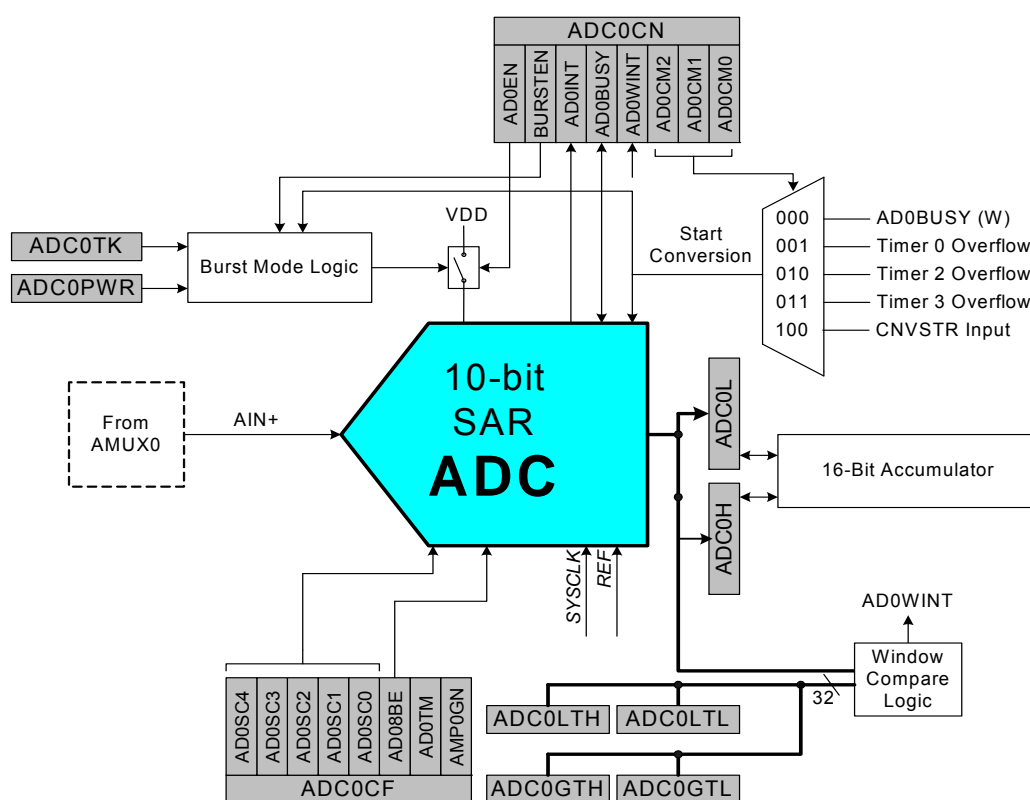 ADC0CN
AD0EN
BURSTEN
AD0INT
AD0BUSY
AD0WINT
AD0CM2
AD0CM1
AD0CM0
VDD
Start
Conversion
000
001
010
011
100
AD0BUSY (W)
Timer 0 Overflow
Timer 2 Overflow
Timer 3 Overflow
CNVSTR Input
ADC0TK
ADC0PWR
Burst Mode Logic
From
AMUX0
AIN+
10-bit
SAR
ADC
ADC0L
ADC0H
16-Bit Accumulator
SYSCLK
REF
AD0WINT
Window
Compare
Logic
32
AD0SC4
AD0SC3
AD0SC2
AD0SC1
AD0SC0
AD08BE
AD0TM
AMP0GN
ADC0CF
ADC0LTH
ADC0LTL
ADC0GTH
ADC0GTL